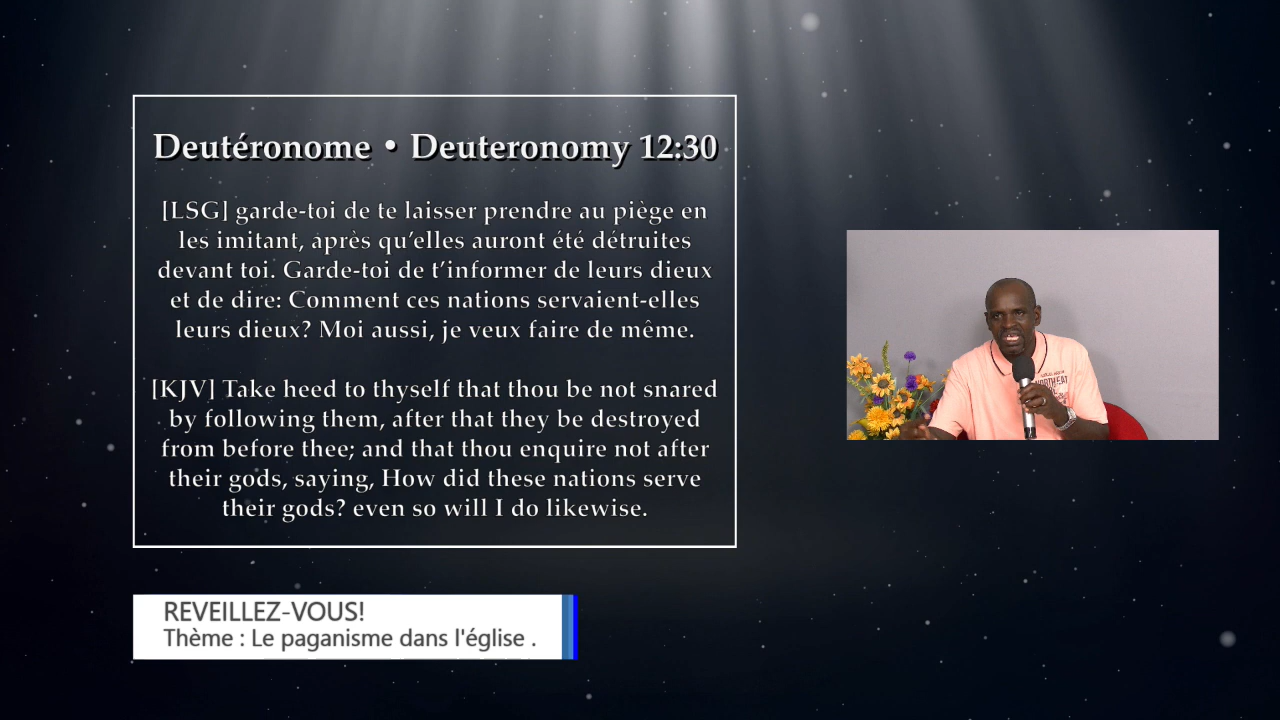 Deutéronome • Deuteronomy 12:30
[LSG] garde-toi de te laisser prendre au piège en
les imitant, après qu’elles auront été détruites
devant toi. Garde-toi de t’informer de leurs dieux
et de dire: Comment ces nations servaient-elles
leurs dieux? Moi aussi, je veux faire de même.
[KJV] Take heed to thyself that thou be not snared
by following them, after that they be destroyed
from before thee; and that thou enquire not after
their gods, saying, How did these nations serve
their gods? even so will I do likewise.
REVEILLEZ-VOUS!
Thème : Le paganisme dans l'église .